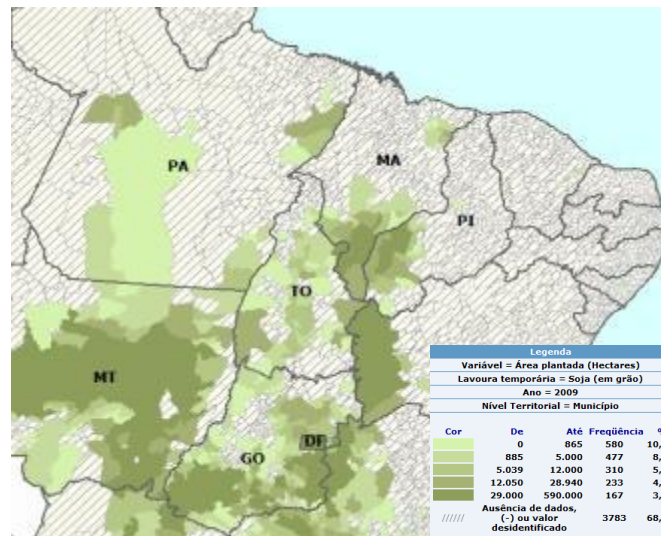 PA
MA
PI
TO
MT
GO
DF
Legenda
Variável = Área plantada (Hectares)
Lavoura temporária = Soja (em grão)
Ano = 2009
Nível Territorial = Município
Cor De Até Freqüência %
0 865 580 10,
885 5.000 477 8,
5.039 12.000 310 5,
12.050 28.940 233 4,
29.000 590.000 167 3,
Ausência de dados,
////// (-) ou valor 3783 68,
desidentificado